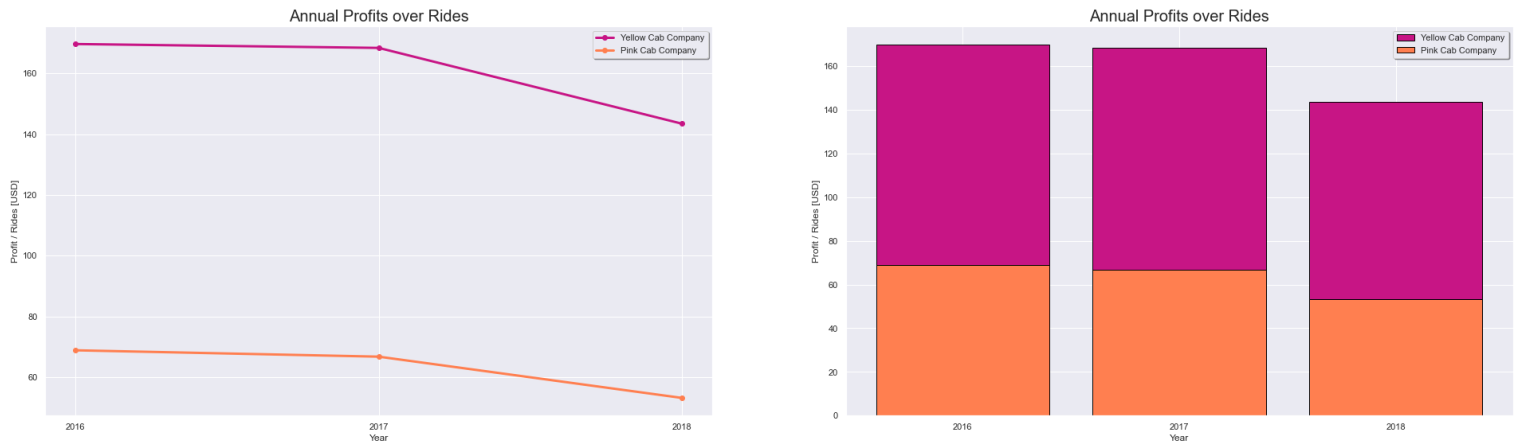 Annual Profits over Rides
Yellow Cab Company
Pink Cab Company
160
140
120
100
80
60
Profit / Rides [USD]
2016
2017
2018
Year
Annual Profits over Rides
Yellow Cab Company
Pink Cab Company
160
140
120
100
80
60
40
20
0
Profit / Rides [USD]
2016
2017
2018
Year